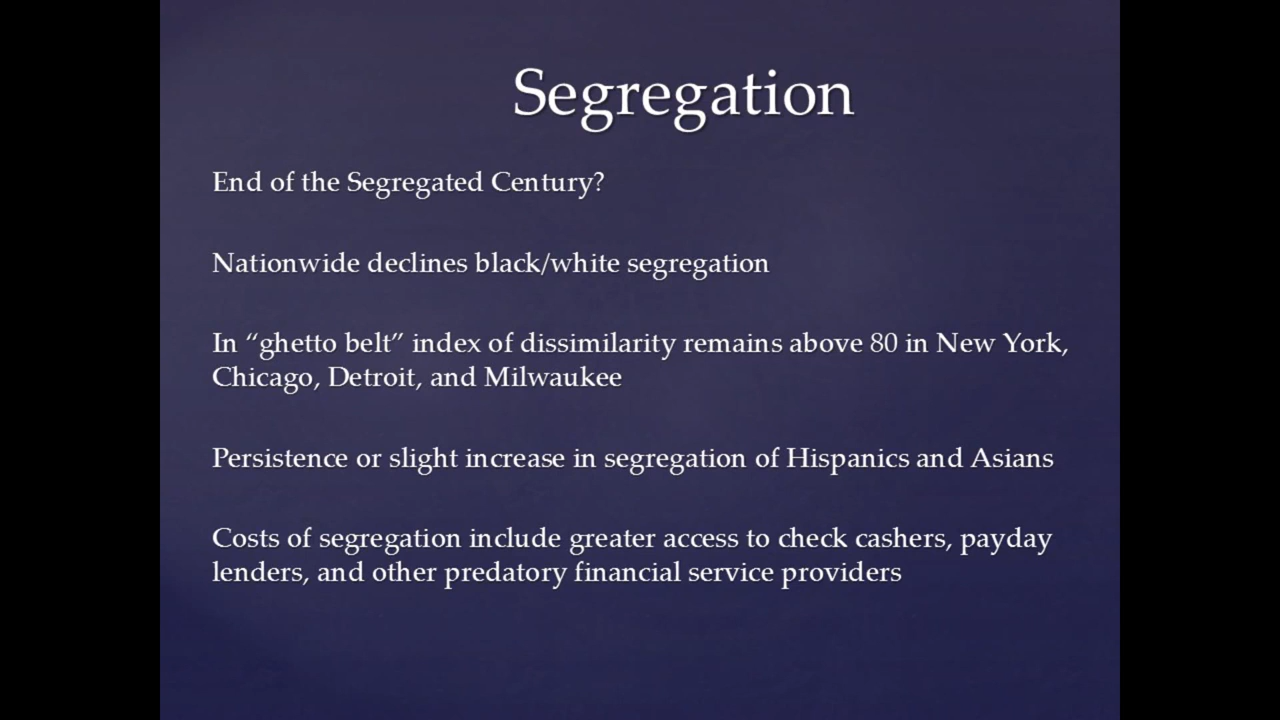 Segregation
End of the Segregated Century?
Nationwide declines black/white segregation
In “ghetto belt” index of dissimilarity remains above 80 in New York,
Chicago, Detroit, and Milwaukee
Persistence or slight increase in segregation of Hispanics and Asians
Costs of segregation include greater access to check cashers, payday
lenders, and other predatory financial service providers